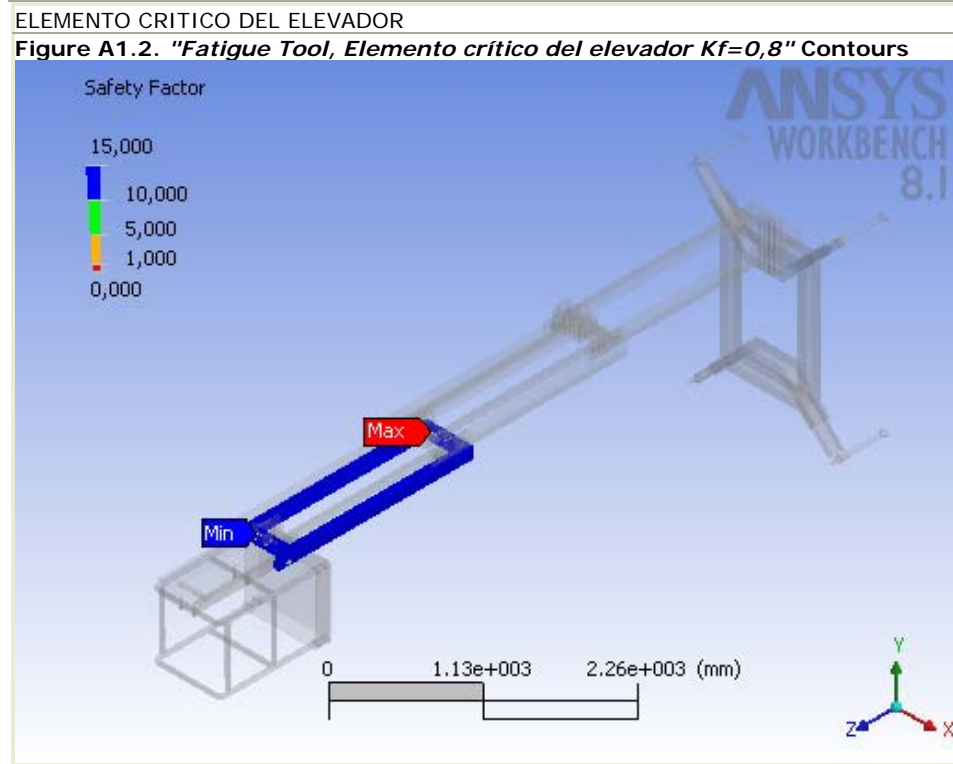 ELEMENTO CRITICO DEL ELEVADOR
Figure A1.2. "Fatigue Tool, Elemento crítico del elevador Kf=0,8" Contours
Safety Factor
ANSYS
WORKBENCH
8.1
15,000
10,000
5,000
1,000
0,000
Max
Min
0 1.13e+003 2.26e+003 (mm)
Y
Z X